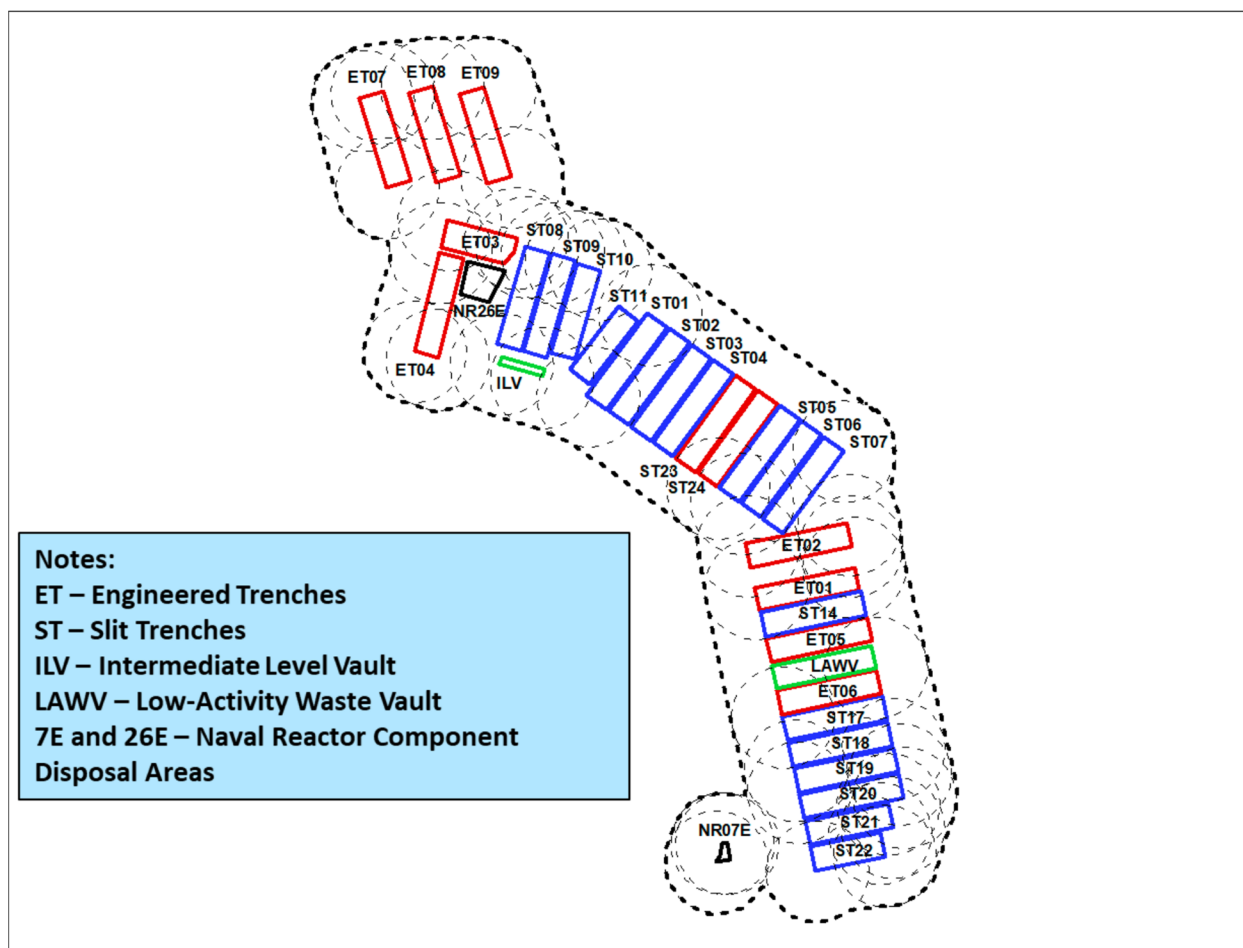 ET07
ET08
ET09
ET03
ST08
ST09
ST10
NR26E
ST11
ST01
ST02
ST03
ST04
ET04
ILV
ST05
ST06
ST07
ST23
ST24
ET02
ET01
ST14
ET05
LAWV
ET06
ST17
ST18
ST19
ST20
ST21
ST22
NR07E
Notes:
ET – Engineered Trenches
ST – Slit Trenches
ILV – Intermediate Level Vault
LAWV – Low-Activity Waste Vault
7E and 26E – Naval Reactor Component
Disposal Areas